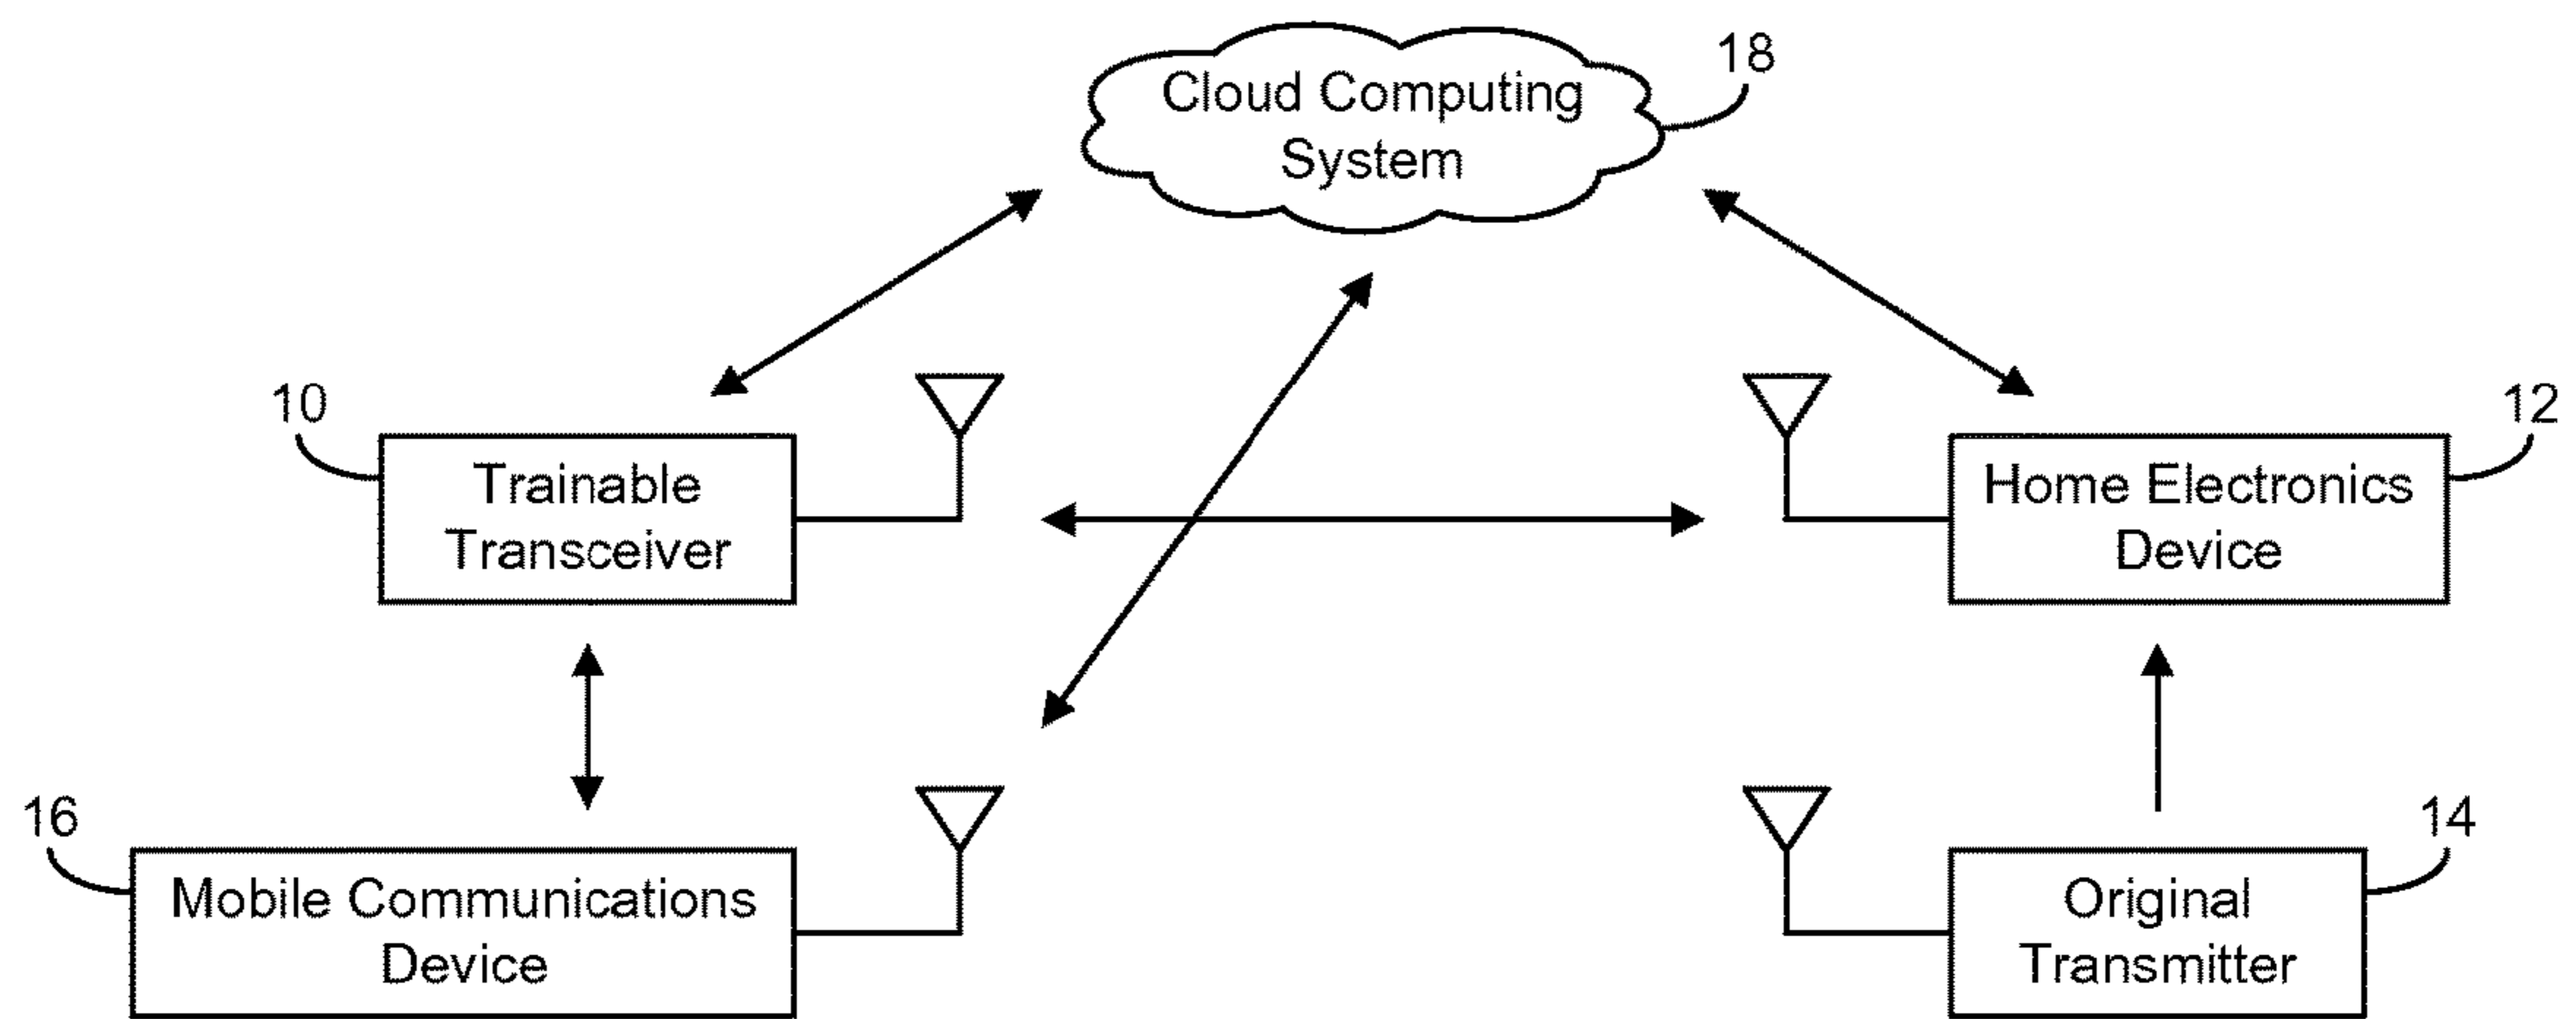 Cloud Computing
System
18
10
Trainable
Transceiver
12
Home Electronics
Device
16
Mobile Communications
Device
14
Original
Transmitter